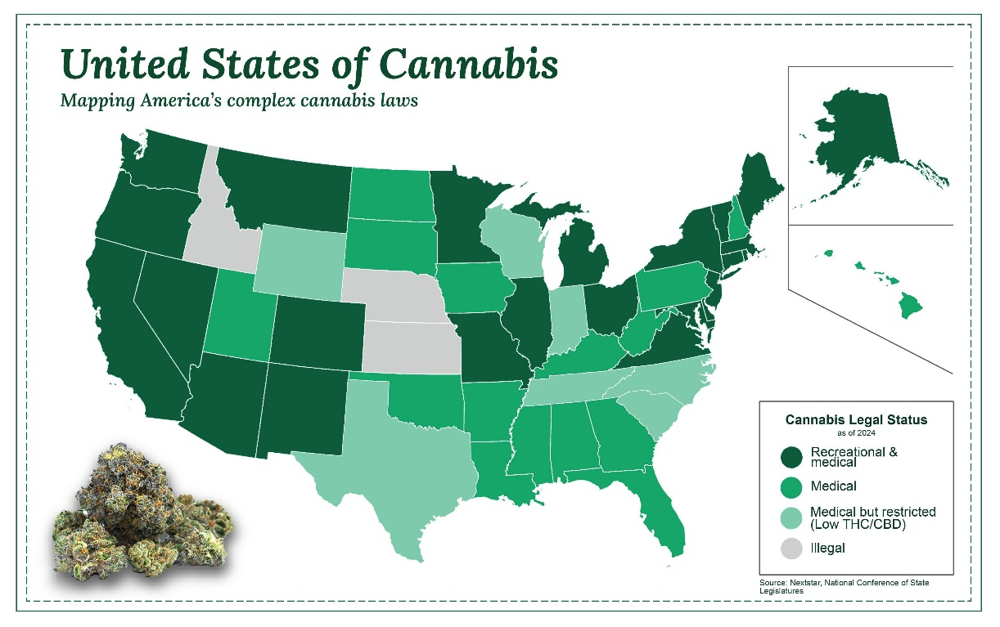 United States of Cannabis
Mapping America's complex cannabis laws
Cannabis Legal Status
as of 2024
Recreational &
medical
Medical
Medical but restricted
(Low THC/CBD)
Illegal
Source: Nextstar, National Conference of State
Legislatures